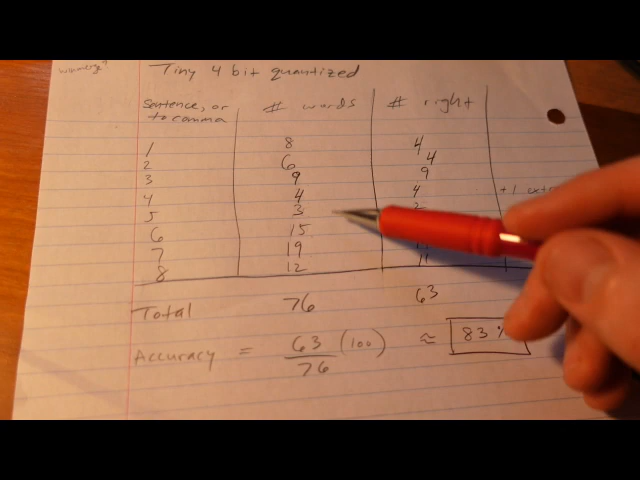 Tiny 4 bit quantized
Sentence, or to comma # words # right
1 8 4
2 6 4
3 9 9
4 4 4 +1
5 3
6 15
7 19
8 12 11
Total 76 63
Accuracy = 63/76 (100) ≈ 83%